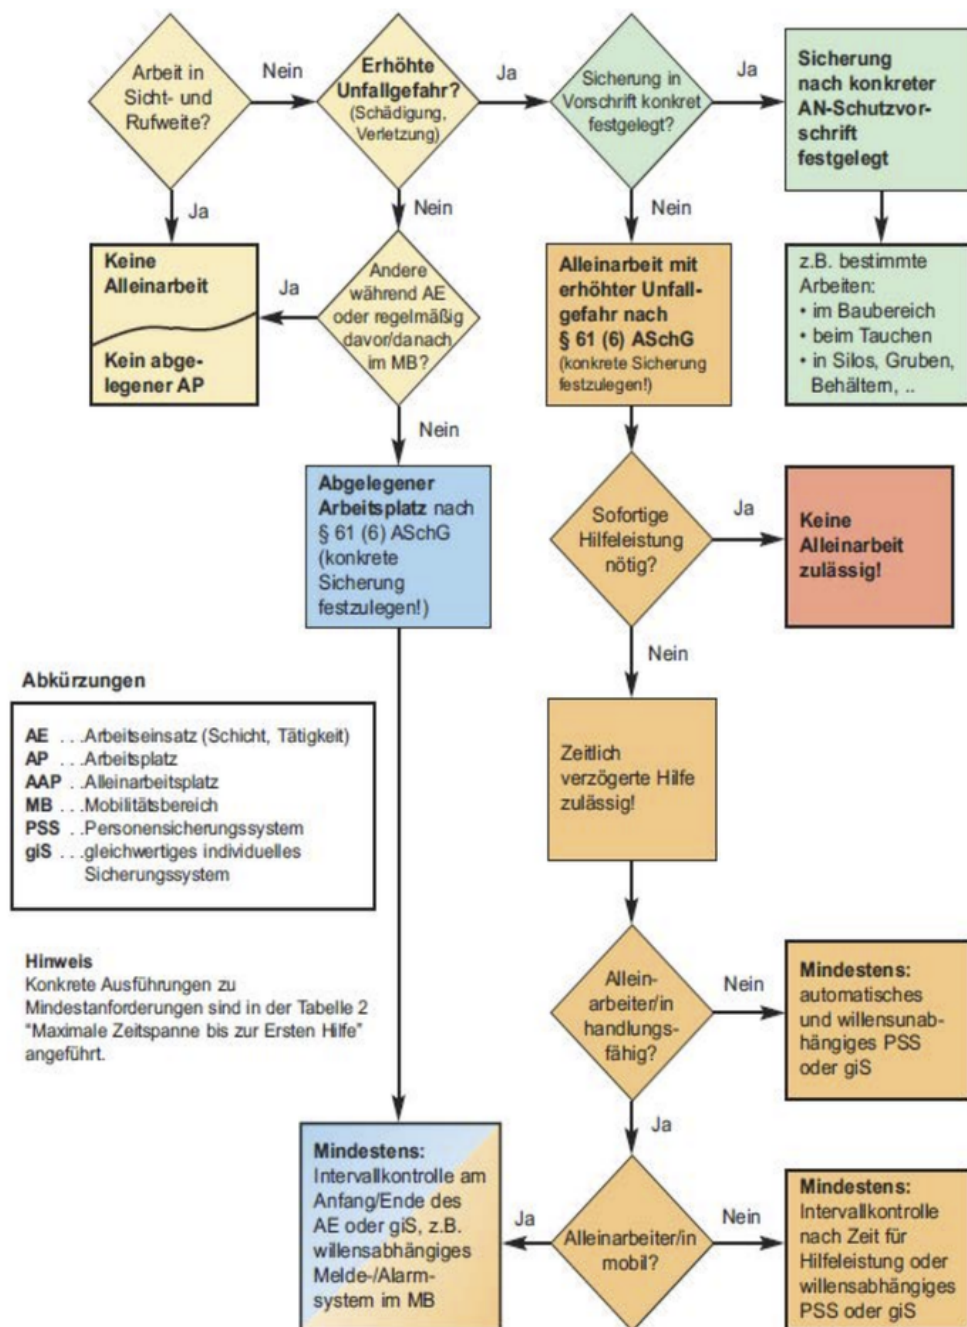 Arbeit in
Sicht- und
Rufweite?
Nein
Erhöhte
Unfallgefahr?
(Schädigung,
Verletzung)
Ja
Sicherung in
Vorschrift konkret
festgelegt?
Ja
Sicherung
nach konkreter
AN-Schutzvor-
schrift
festgelegt
Ja
Nein
Nein
Keine
Alleinarbeit
Kein abge-
legener AP
Ja
Andere
während AE
oder regelmäßig
davor/danach
im MB?
Alleinarbeit mit
erhöhter Unfall-
gefahr nach
§ 61 (6) ASchG
(konkrete Sicherung
festzulegen!)
z.B. bestimmte
Arbeiten:
• im Baubereich
• beim Tauchen
• in Silos, Gruben,
Behältern, ..
Nein
Abgelegener
Arbeitsplatz nach
§ 61 (6) ASchG
(konkrete
Sicherung
festzulegen!)
Sofortige
Hilfeleistung
nötig?
Ja
Keine
Alleinarbeit
zulässig!
Nein
Abkürzungen
AE . . .Arbeitseinsatz (Schicht, Tätigkeit)
AP . . .Arbeitsplatz
AAP . .Alleinarbeitsplatz
MB . . .Mobilitätsbereich
PSS . .Personensicherungssystem
giS . . .gleichwertiges individuelles
Sicherungssystem
Zeitlich
verzögerte Hilfe
zulässig!
Hinweis
Konkrete Ausführungen zu
Mindestanforderungen sind in der Tabelle 2
"Maximale Zeitspanne bis zur Ersten Hilfe"
angeführt.
Allein-
arbeiter/in
handlungs-
fähig?
Nein
Mindestens:
automatisches
und willensunab-
hängiges PSS
oder giS
Ja
Mindestens:
Intervallkontrolle am
Anfang/Ende des
AE oder giS, z.B.
willensabhängiges
Melde-/Alarm-
system im MB
Ja
Alleinarbeiter/in
mobil?
Nein
Mindestens:
Intervallkontrolle
nach Zeit für
Hilfeleistung oder
willensabhängiges
PSS oder giS